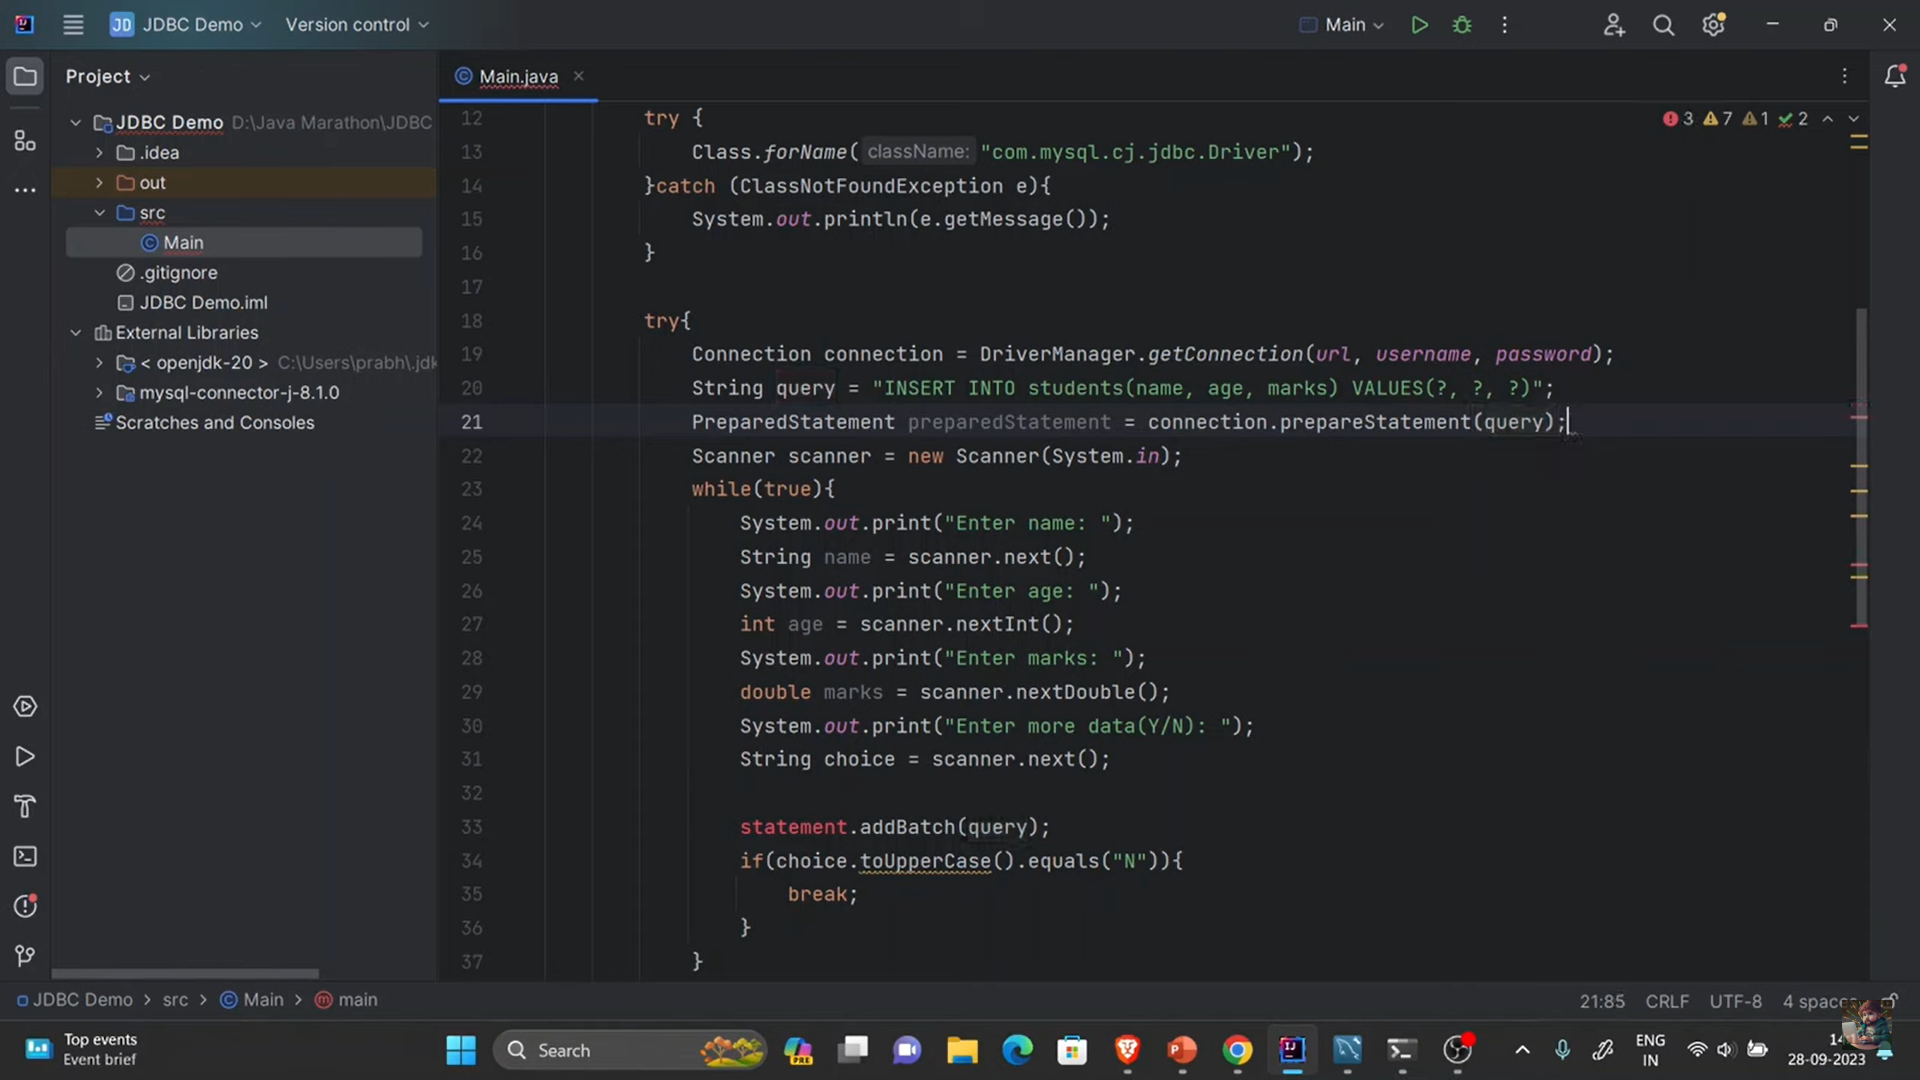 JD JDBC Demo Version control Main
Project
Main.java
JDBC Demo D:\Java Marathon\JDBC
.idea
out
src
Main
.gitignore
JDBC Demo.iml
External Libraries
< openjdk-20 > C:\Users\prabh\.jdk
mysql-connector-j-8.1.0
Scratches and Consoles
3 7 1 2
12 try {
13 Class.forName( className: "com.mysql.cj.jdbc.Driver");
14 }catch (ClassNotFoundException e){
15 System.out.println(e.getMessage());
16 }
17
18 try{
19 Connection connection = DriverManager.getConnection(url, username, password);
20 String query = "INSERT INTO students(name, age, marks) VALUES(?, ?, ?)";
21 PreparedStatement preparedStatement = connection.prepareStatement(query);
22 Scanner scanner = new Scanner(System.in);
23 while(true){
24 System.out.print("Enter name: ");
25 String name = scanner.next();
26 System.out.print("Enter age: ");
27 int age = scanner.nextInt();
28 System.out.print("Enter marks: ");
29 double marks = scanner.nextDouble();
30 System.out.print("Enter more data(Y/N): ");
31 String choice = scanner.next();
32
33 statement.addBatch(query);
34 if(choice.toUpperCase().equals("N")){
35 break;
36 }
37 }
JDBC Demo > src > Main > main
21:85 CRLF UTF-8 4
Top events
Event brief
Search
PRE
ENG
IN
28-09-2023